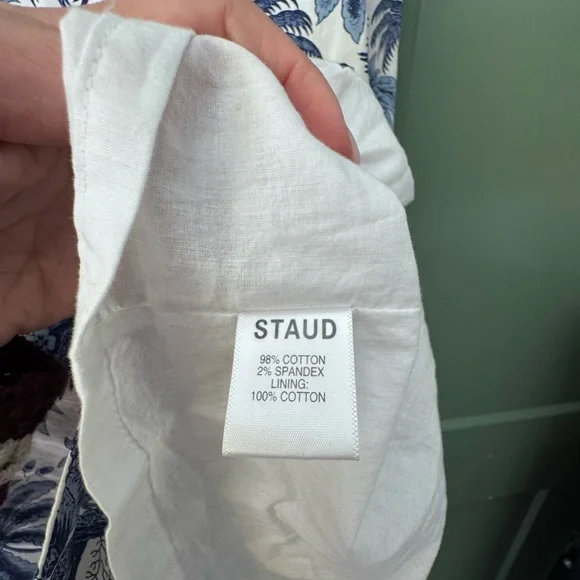 STAUD
98% COTTON
2% SPANDEX
LINING:
100% COTTON